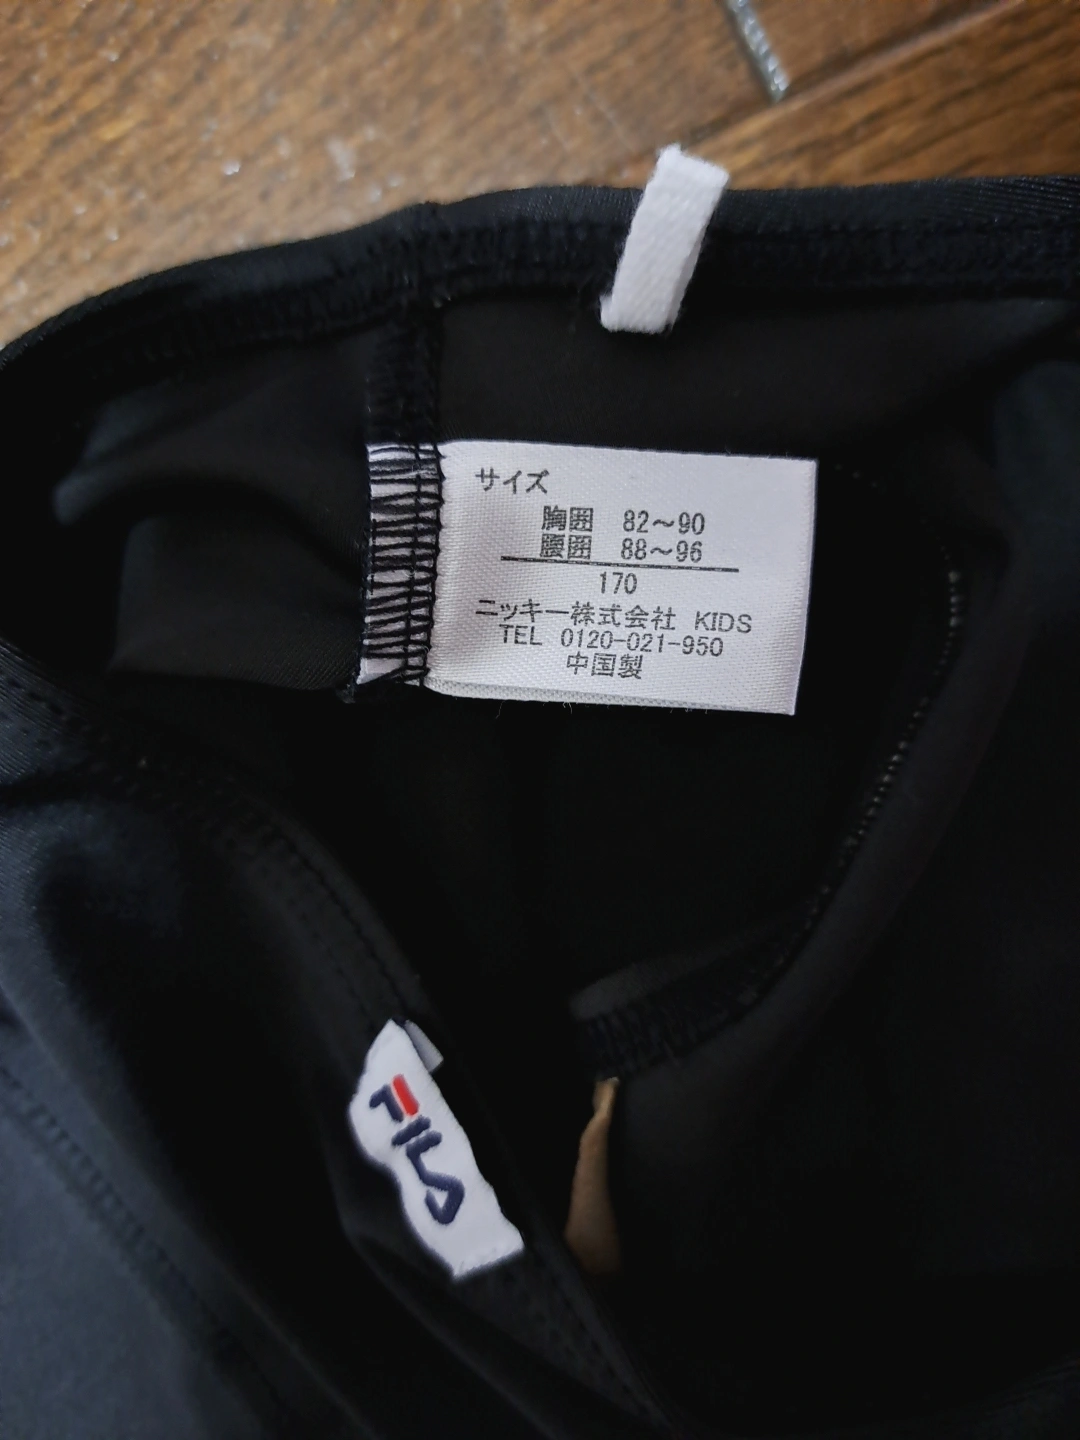 サイズ
胸囲 82～90
腰囲 88～96
170
ニッキー株式会社 KIDS
TEL 0120-021-950
中国製
FILA